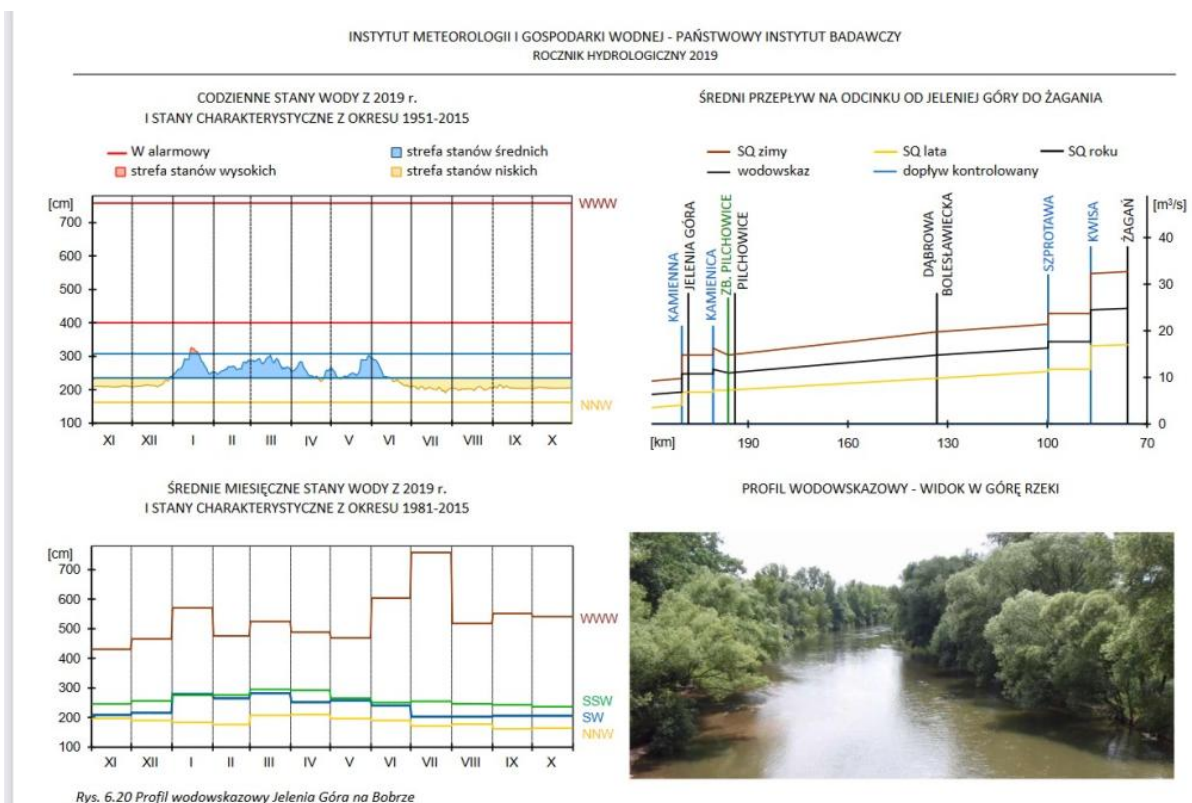 INSTYTUT METEOROLOGII I GOSPODARKI WODNEJ - PAŃSTWOWY INSTYTUT BADAWCZY
ROCZNIK HYDROLOGICZNY 2019
CODZIENNE STANY WODY Z 2019 r.
I STANY CHARAKTERYSTYCZNE Z OKRESU 1951-2015
W alarmowy
strefa stanów średnich
strefa stanów wysokich
strefa stanów niskich
[cm]
700
600
500
400
300
200
100
WWW
NNW
XI XII I II III IV V VI VII VIII IX X
ŚREDNI PRZEPŁYW NA ODCINKU OD JELENIEJ GÓRY DO ŻAGANIA
SQ zimy
SQ lata
SQ roku
wodowskaz
dopływ kontrolowany
KAMIENNA
JELENIA GÓRA
KAMIENICA
ZB. PILCHOWICE
PILCHOWICE
DĄBROWA
BOLESŁAWIECKA
SZPROTAWA
KWISA
ŻAGAŃ
[m³/s]
40
30
20
10
0
[km] 190 160 130 100 70
ŚREDNIE MIESIĘCZNE STANY WODY Z 2019 r.
I STANY CHARAKTERYSTYCZNE Z OKRESU 1981-2015
[cm]
700
600
500
400
300
200
100
WWW
SSW
SW
NNW
XI XII I II III IV V VI VII VIII IX X
PROFIL WODOWSKAZOWY - WIDOK W GÓRĘ RZEKI
Rys. 6.20 Profil wodowskazowy Jelenia Góra na Bobrze